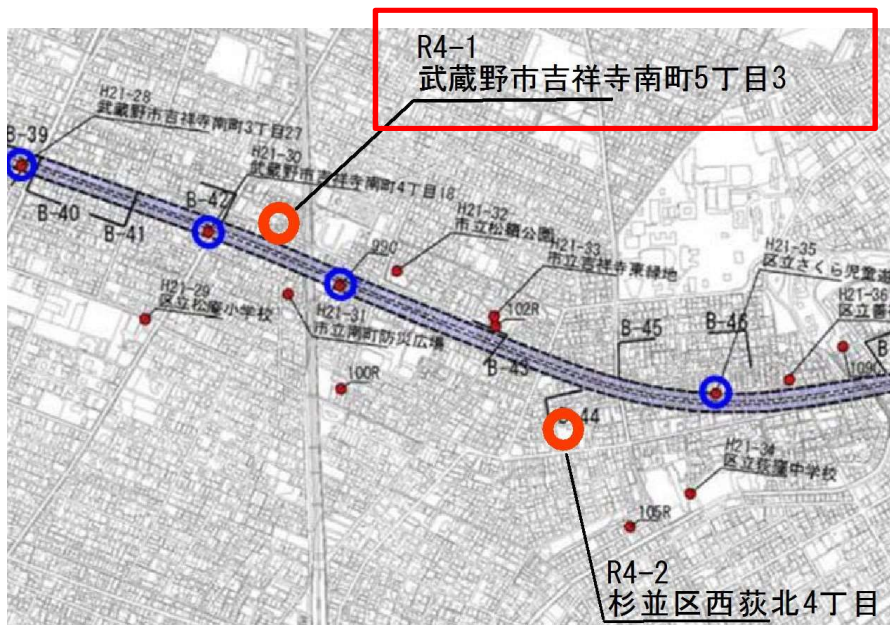 R4-1
武蔵野市吉祥寺南町5丁目3
H21-28
武蔵野市吉祥寺南町3丁目27
B-39
H21-30
武蔵野市吉祥寺南町4丁目18
B-42
B-40
B-41
H21-32
市立松籟公園
99C
H21-33
市立吉祥寺東緑地
H21-35
区立さくら児童遊
H21-29
区立松庵小学校
H21-31
市立南町防災広場
102R
B-43
B-45
B-46
H21-36
区立善
109C
B-
100R
B-44
H21-34
区立荻窪中学校
105R
R4-2
杉並区西荻北4丁目